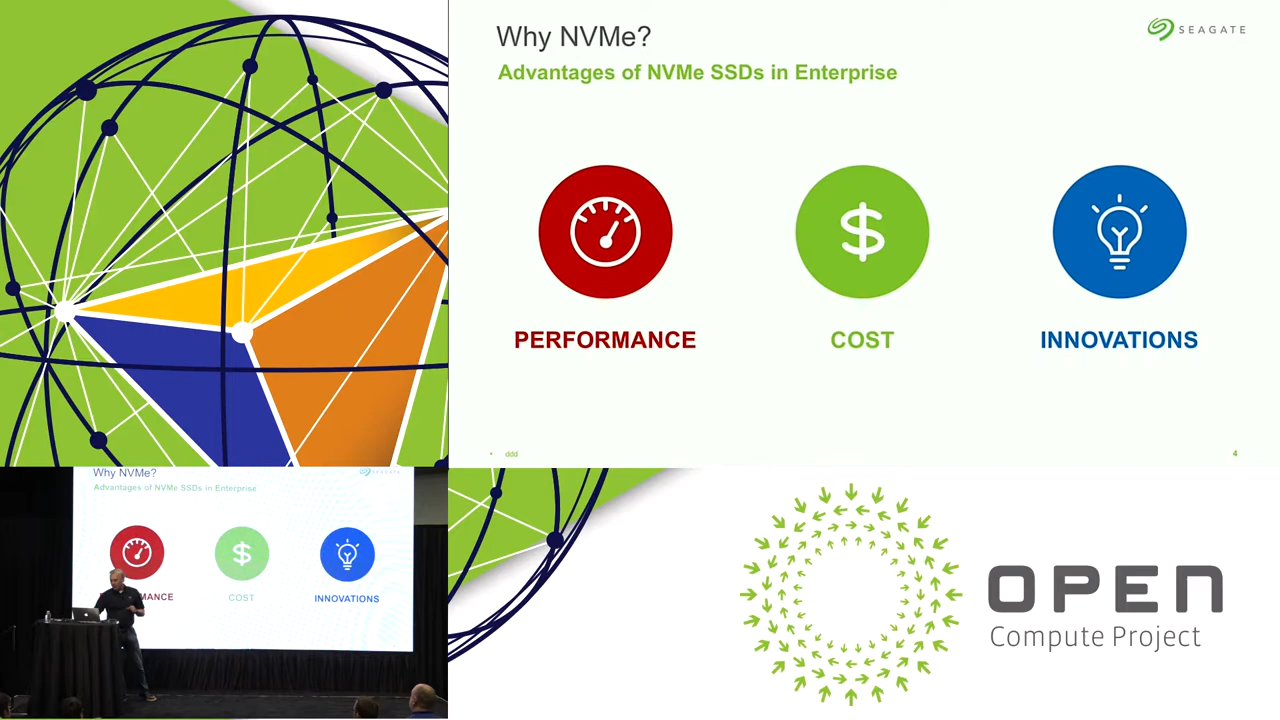 Why NVMe?
SEAGATE
Advantages of NVMe SSDs in Enterprise
PERFORMANCE
COST
INNOVATIONS
ddd
4
Why NVMe?
SEAGATE
Advantages of NVMe SSDs in Enterprise
MANCE
COST
INNOVATIONS
OPEN
Compute Project